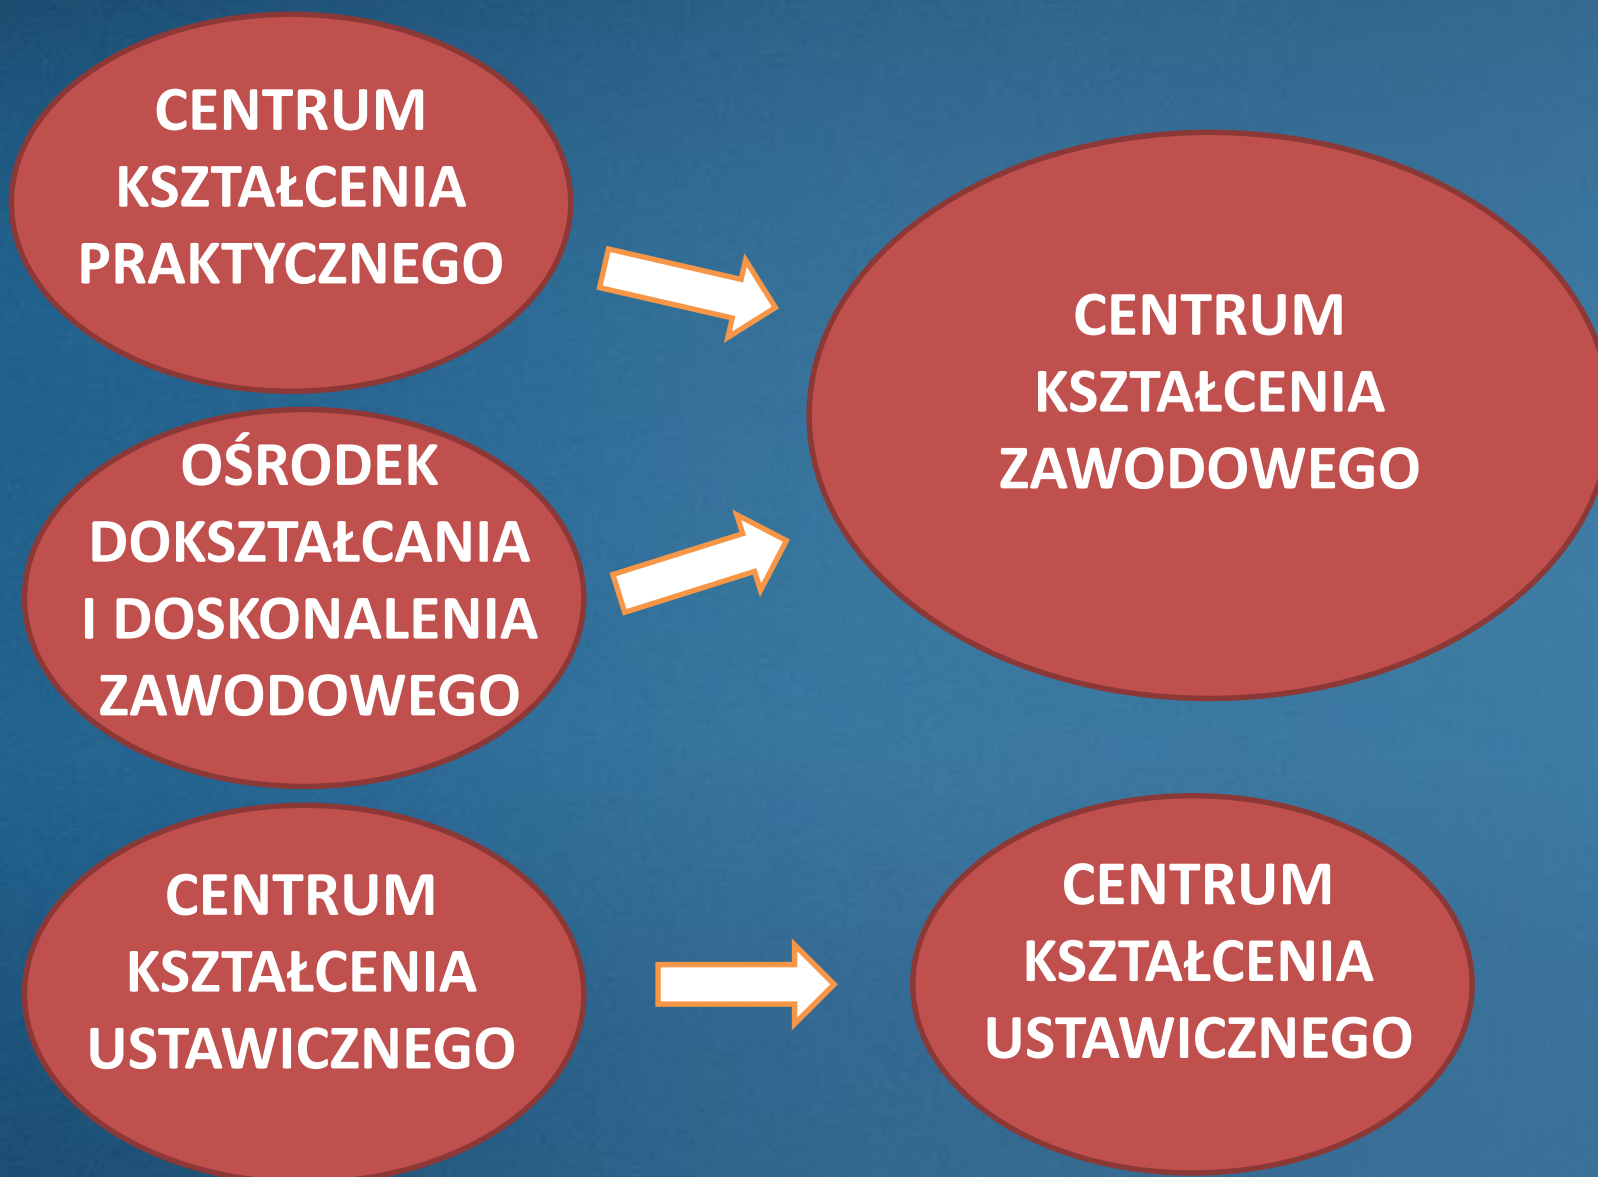 CENTRUM
KSZTAŁCENIA
PRAKTYCZNEGO
OŚRODEK
DOKSZTAŁCANIA
I DOSKONALENIA
ZAWODOWEGO
CENTRUM
KSZTAŁCENIA
USTAWICZNEGO
CENTRUM
KSZTAŁCENIA
ZAWODOWEGO
CENTRUM
KSZTAŁCENIA
USTAWICZNEGO